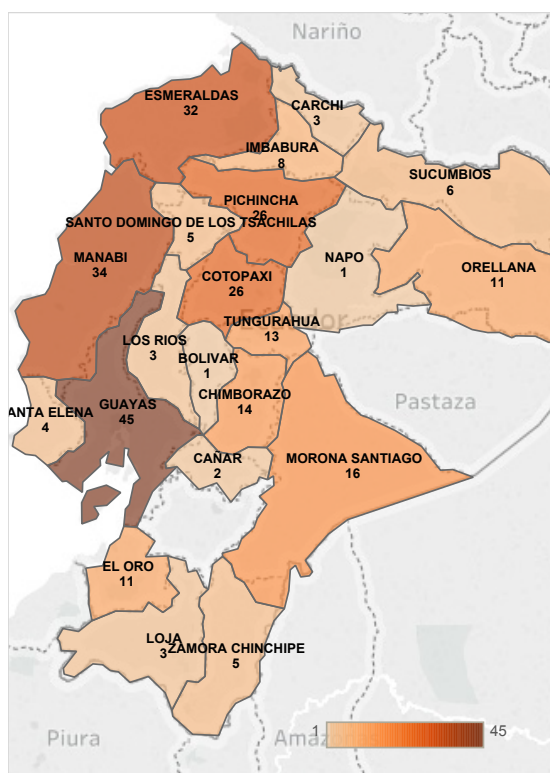 Nariño
ESMERALDAS
32
CARCHI
3
IMBABURA
8
SUCUMBIOS
6
PICHINCHA
26
SANTO DOMINGO DE LOS TSACHILAS
5
NAPO
1
MANABI
34
ORELLANA
11
COTOPAXI
26
TUNGURAHUA
13
LOS RIOS
3
BOLIVAR
1
CHIMBORAZO
14
Pastaza
GUAYAS
45
ANTA ELENA
4
CAÑAR
2
MORONA SANTIAGO
16
EL ORO
11
LOJA
3
ZAMORA CHINCHIPE
5
1
45
Piura